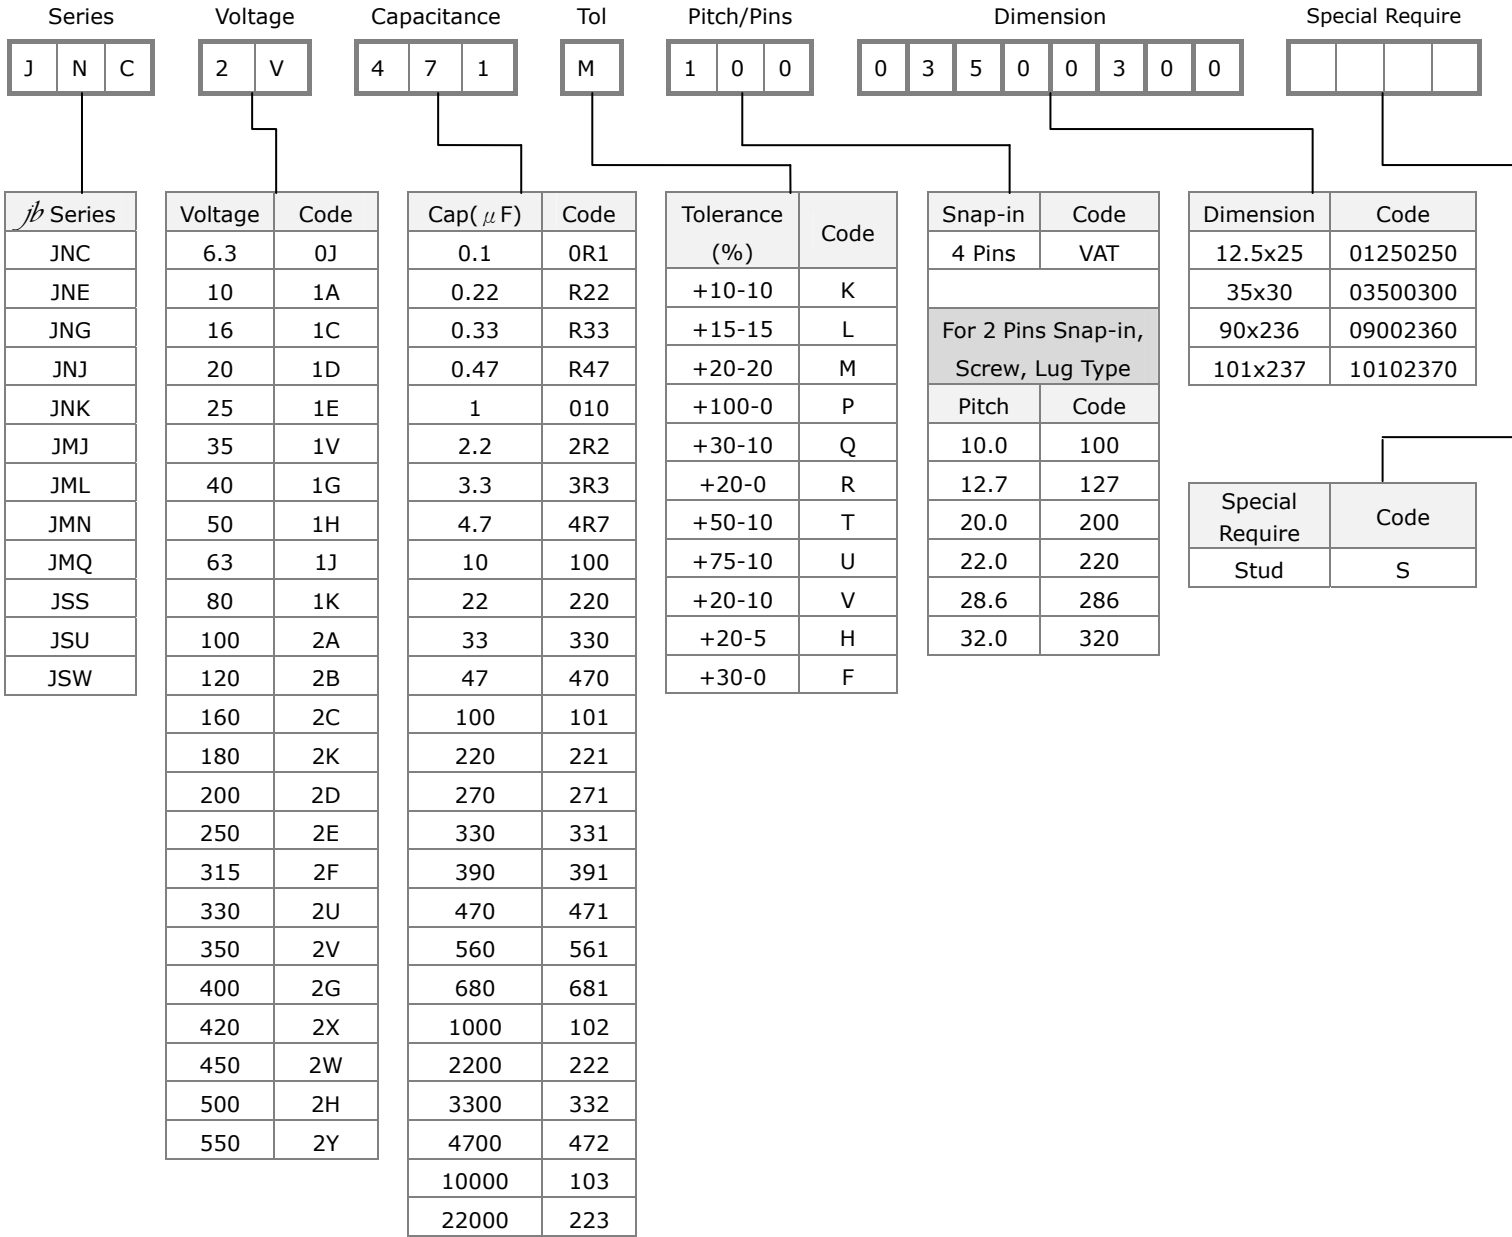 Series Voltage Capacitance Tol Pitch/Pins Dimension Special Require
J N C 2 V 4 7 1 M 1 0 0 0 3 5 0 0 3 0 0
jb Series
JNC
JNE
JNG
JNJ
JNK
JMJ
JML
JMN
JMQ
JSS
JSU
JSW
Voltage Code
6.3 0J
10 1A
16 1C
20 1D
25 1E
35 1V
40 1G
50 1H
63 1J
80 1K
100 2A
120 2B
160 2C
180 2K
200 2D
250 2E
315 2F
330 2U
350 2V
400 2G
420 2X
450 2W
500 2H
550 2Y
Cap(μF) Code
0.1 0R1
0.22 R22
0.33 R33
0.47 R47
1 010
2.2 2R2
3.3 3R3
4.7 4R7
10 100
22 220
33 330
47 470
100 101
220 221
270 271
330 331
390 391
470 471
560 561
680 681
1000 102
2200 222
3300 332
4700 472
10000 103
22000 223
Tolerance
(%) Code
+10-10 K
+15-15 L
+20-20 M
+100-0 P
+30-10 Q
+20-0 R
+50-10 T
+75-10 U
+20-10 V
+20-5 H
+30-0 F
Snap-in Code
4 Pins VAT
For 2 Pins Snap-in,
Screw, Lug Type
Pitch Code
10.0 100
12.7 127
20.0 200
22.0 220
28.6 286
32.0 320
Dimension Code
12.5x25 01250250
35x30 03500300
90x236 09002360
101x237 10102370
Special
Require Code
Stud S